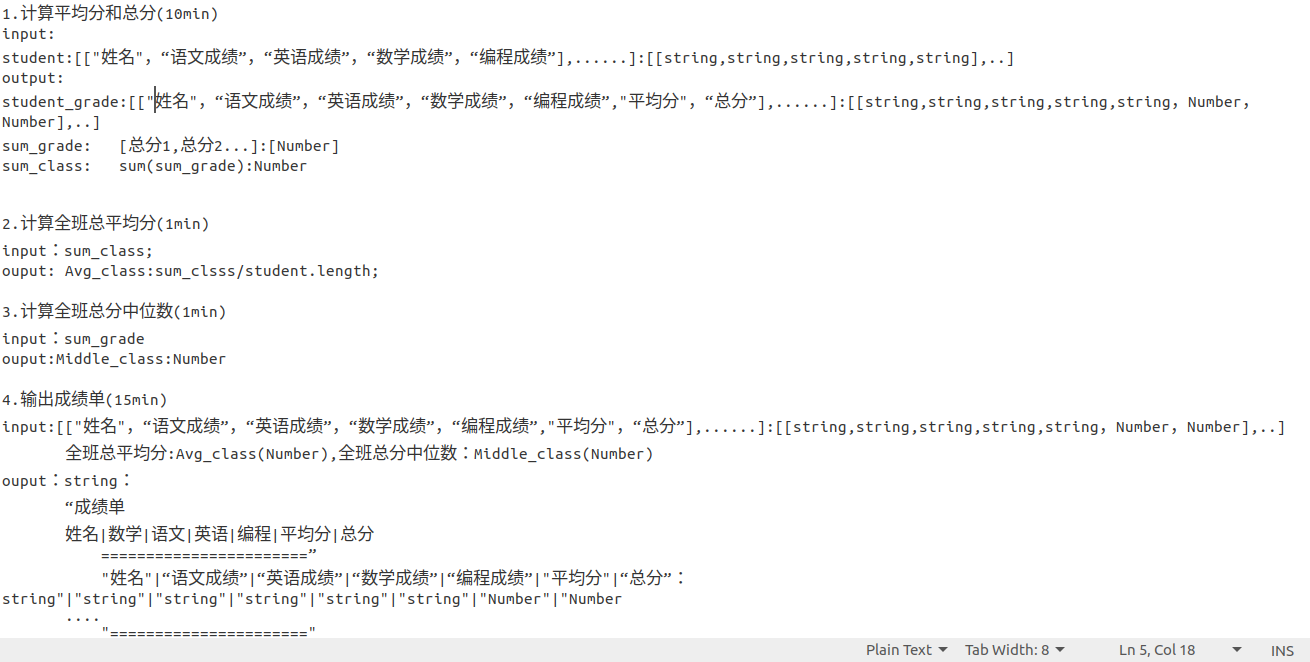 1.计算平均分和总分(10min)
input:
student:[["姓名", “语文成绩”, “英语成绩”, “数学成绩”, “编程成绩”],......]:[[string,string,string,string,string],..]
output:
student_grade:[["姓名", “语文成绩”, “英语成绩”, “数学成绩”, “编程成绩”,"平均分", “总分”],......]:[[string,string,string,string,string, Number,
Number],..]
sum_grade:   [总分1,总分2...]:[Number]
sum_class:   sum(sum_grade):Number
2.计算全班总平均分(1min)
input：sum_class;
ouput: Avg_class:sum_clsss/student.length;
3.计算全班总分中位数(1min)
input：sum_grade
ouput:Middle_class:Number
4.输出成绩单(15min)
input:[["姓名", “语文成绩”, “英语成绩”, “数学成绩”, “编程成绩”,"平均分", “总分”],......]:[[string,string,string,string,string, Number, Number],..]
全班总平均分:Avg_class(Number),全班总分中位数：Middle_class(Number)
ouput：string：
“成绩单
姓名|数学|语文|英语|编程|平均分|总分
=======================”
"姓名"|“语文成绩”|“英语成绩”|“数学成绩”|“编程成绩”|"平均分"|“总分”：
string"|"string"|"string"|"string"|"string"|"string"|"Number"|"Number
....
"======================"
Plain Text  Tab Width: 8  Ln 5, Col 18  INS